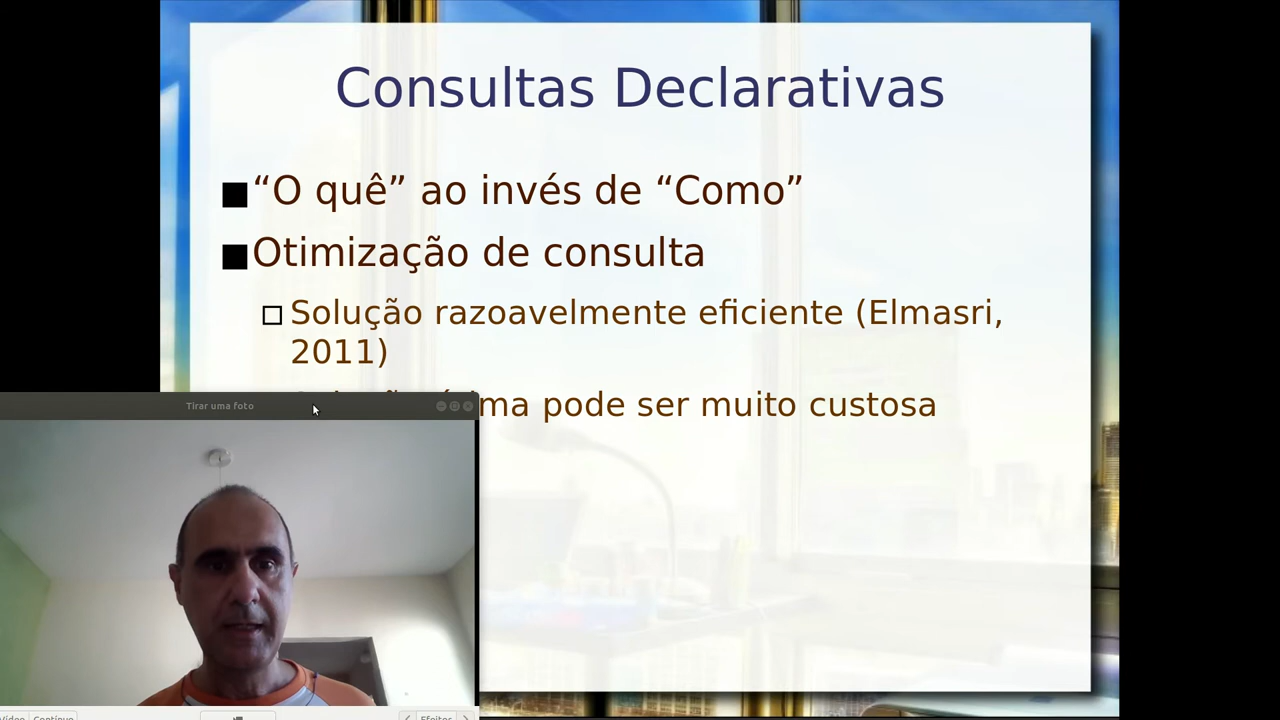 Consultas Declarativas
“O quê” ao invés de “Como”
Otimização de consulta
Solução razoavelmente eficiente (Elmasri,
2011)
pode ser muito custosa
Tirar uma foto
Contínuo
Efeitos